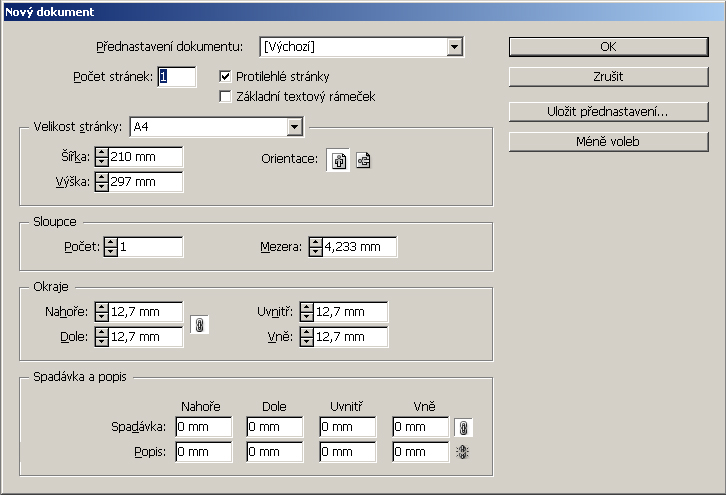 Nový dokument
Přednastavení dokumentu: [Výchozí]
OK
Počet stránek: 1
Protilehlé stránky
Zrušit
Základní textový rámeček
Uložit přednastavení...
Velikost stránky: A4
Méně voleb
Šířka: 210 mm
Orientace:
Výška: 297 mm
Sloupce
Počet: 1
Mezera: 4,233 mm
Okraje
Nahoře: 12,7 mm
Uvnitř: 12,7 mm
Dole: 12,7 mm
Vně: 12,7 mm
Spadávka a popis
Nahoře Dole Uvnitř Vně
Spadávka: 0 mm 0 mm 0 mm 0 mm
Popis: 0 mm 0 mm 0 mm 0 mm